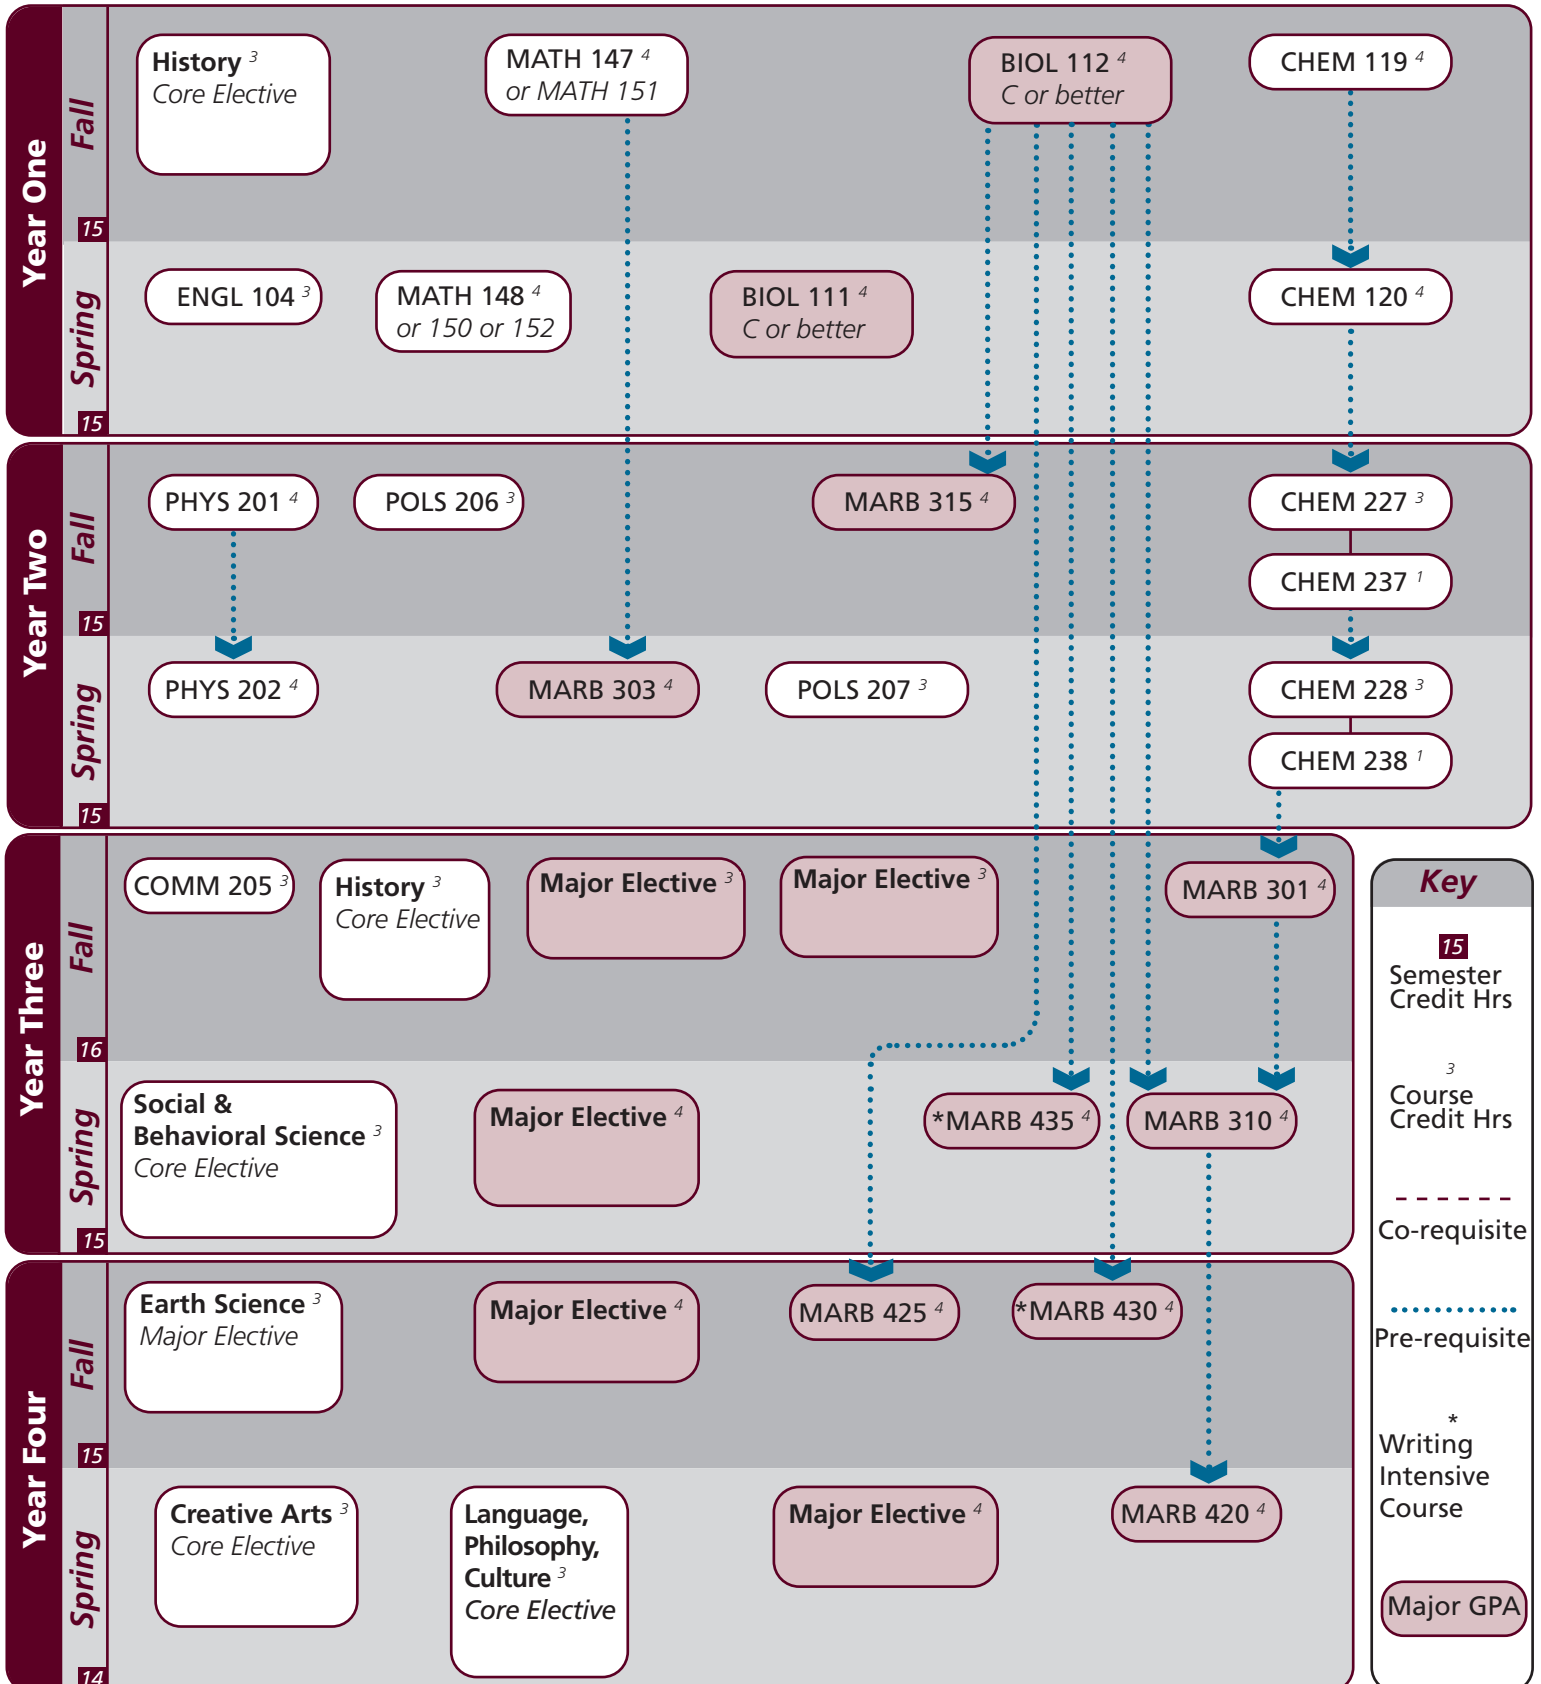 Year One
Fall
History 3
Core Elective
MATH 147 4
or MATH 151
BIOL 112 4
C or better
CHEM 119 4
15
Spring
ENGL 104 3
MATH 148 4
or 150 or 152
BIOL 111 4
C or better
CHEM 120 4
15
Year Two
Fall
PHYS 201 4
POLS 206 3
MARB 315 4
CHEM 227 3
CHEM 237 1
15
Spring
PHYS 202 4
MARB 303 4
POLS 207 3
CHEM 228 3
CHEM 238 1
15
Year Three
Fall
COMM 205 3
History 3
Core Elective
Major Elective 3
Major Elective 3
MARB 301 4
16
Spring
Social &
Behavioral Science 3
Core Elective
Major Elective 4
*MARB 435 4
MARB 310 4
15
Year Four
Fall
Earth Science 3
Major Elective
Major Elective 4
MARB 425 4
*MARB 430 4
15
Spring
Creative Arts 3
Core Elective
Language,
Philosophy,
Culture 3
Core Elective
Major Elective 4
MARB 420 4
14
Key
15
Semester
Credit Hrs
3
Course
Credit Hrs
Co-requisite
Pre-requisite
*
Writing
Intensive
Course
Major GPA